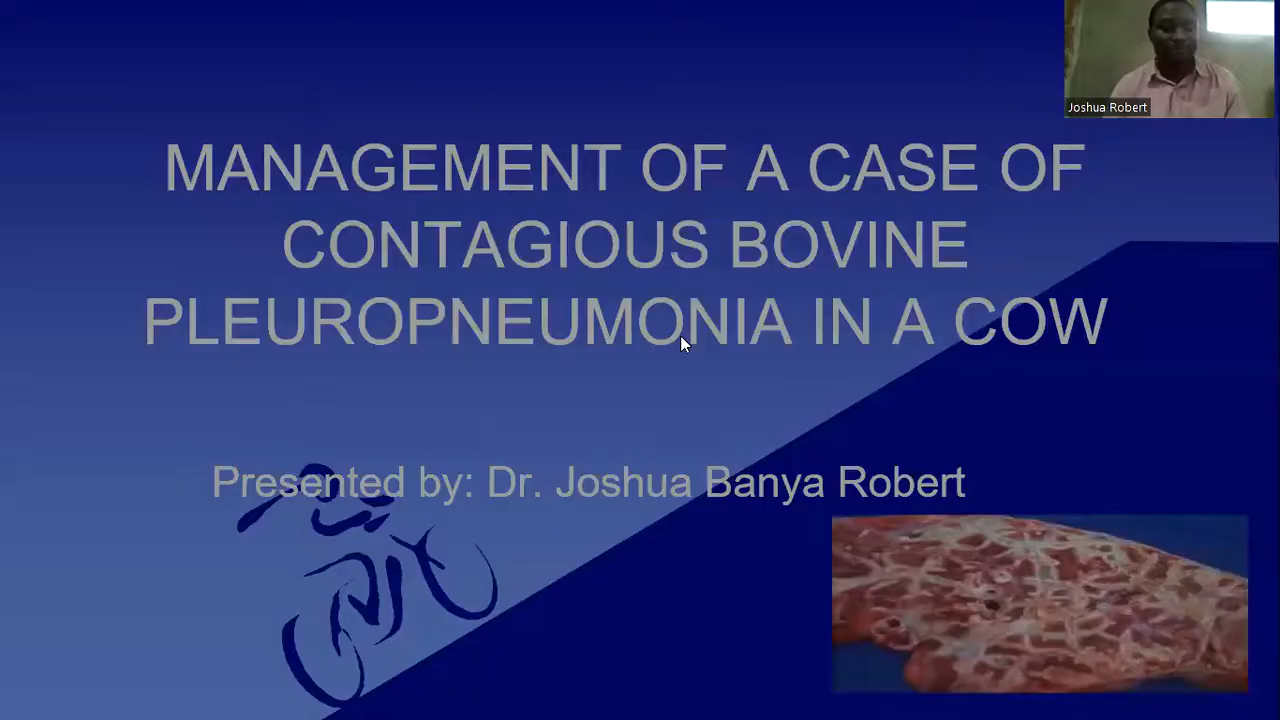 Joshua Robert
MANAGEMENT OF A CASE OF
CONTAGIOUS BOVINE
PLEUROPNEUMONIA IN A COW
Presented by: Dr. Joshua Banya Robert